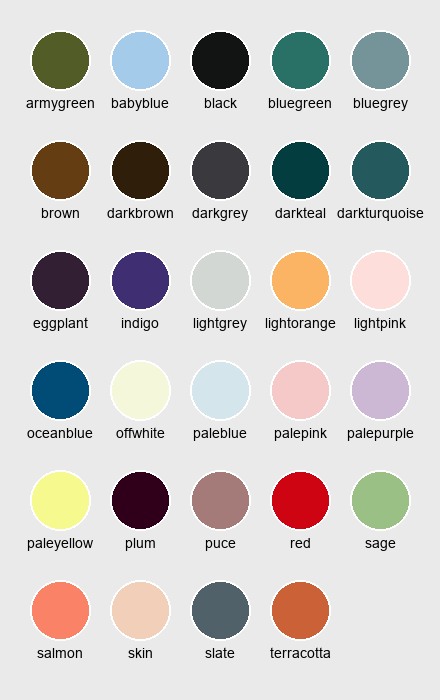 armygreen babyblue black bluegreen bluegrey
brown darkbrown darkgrey darkteal darkturquoise
eggplant indigo lightgrey lightorange lightpink
oceanblue offwhite paleblue palepink palepurple
paleyellow plum puce red sage
salmon skin slate terracotta